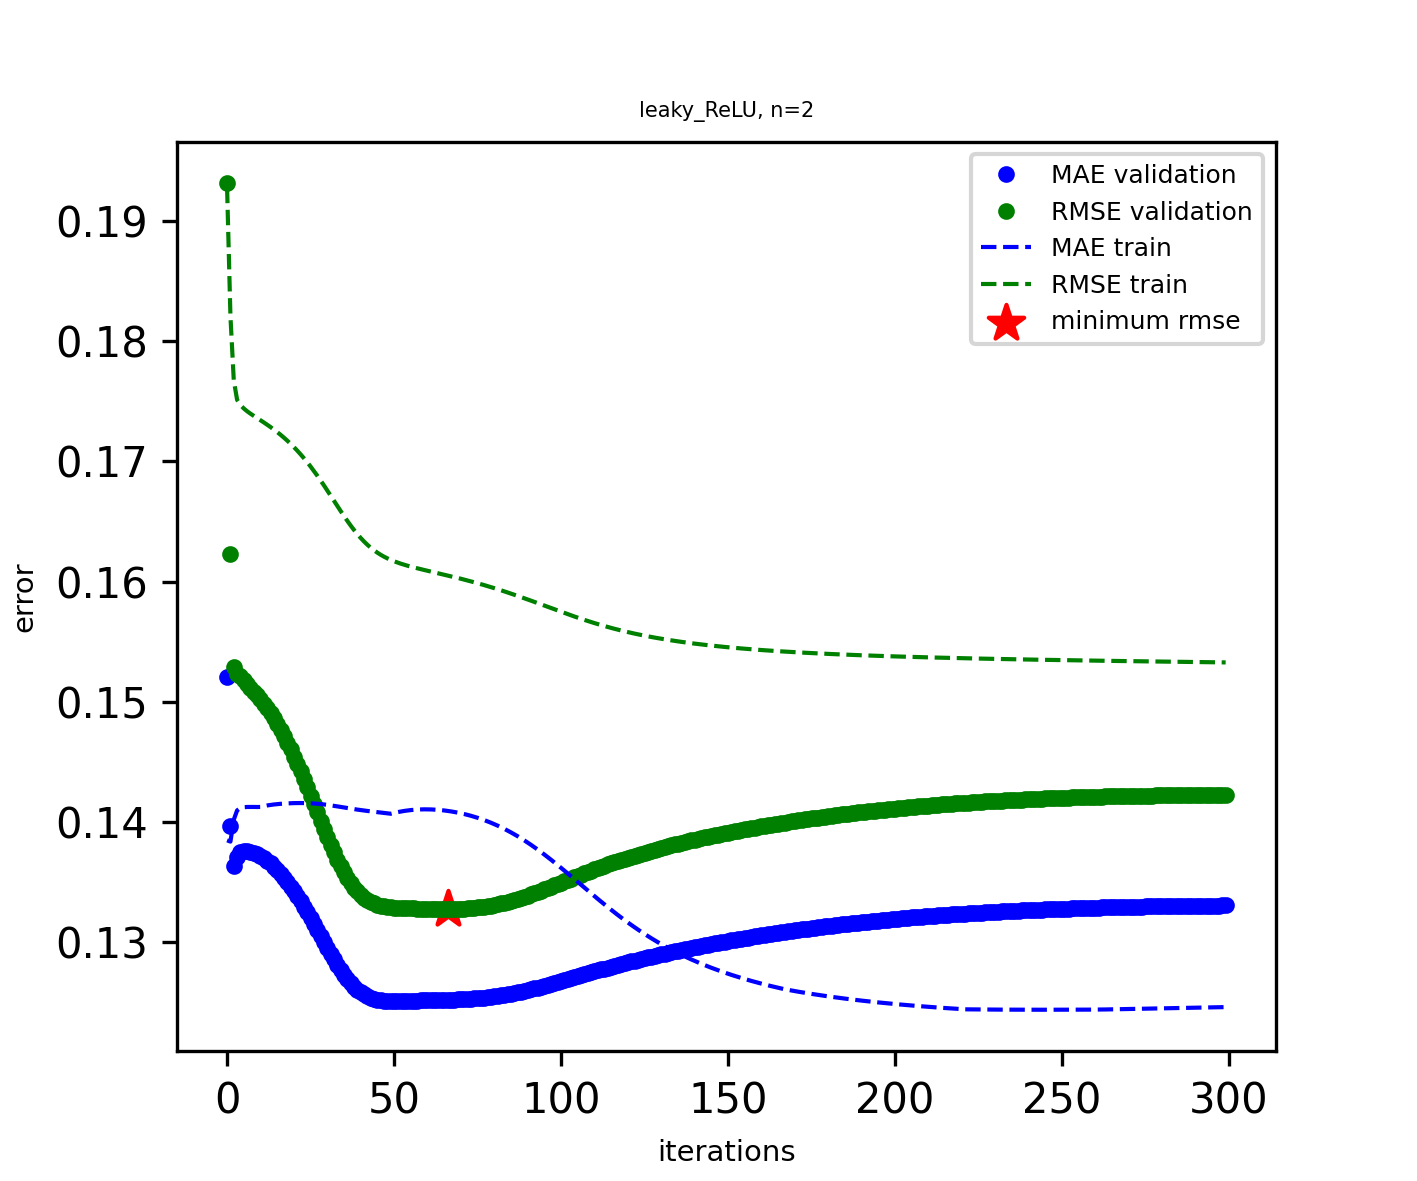 leaky_ReLU, n=2
MAE validation
RMSE validation
MAE train
RMSE train
minimum rmse
0.19
0.18
0.17
0.16
0.15
0.14
0.13
error
0 50 100 150 200 250 300
iterations